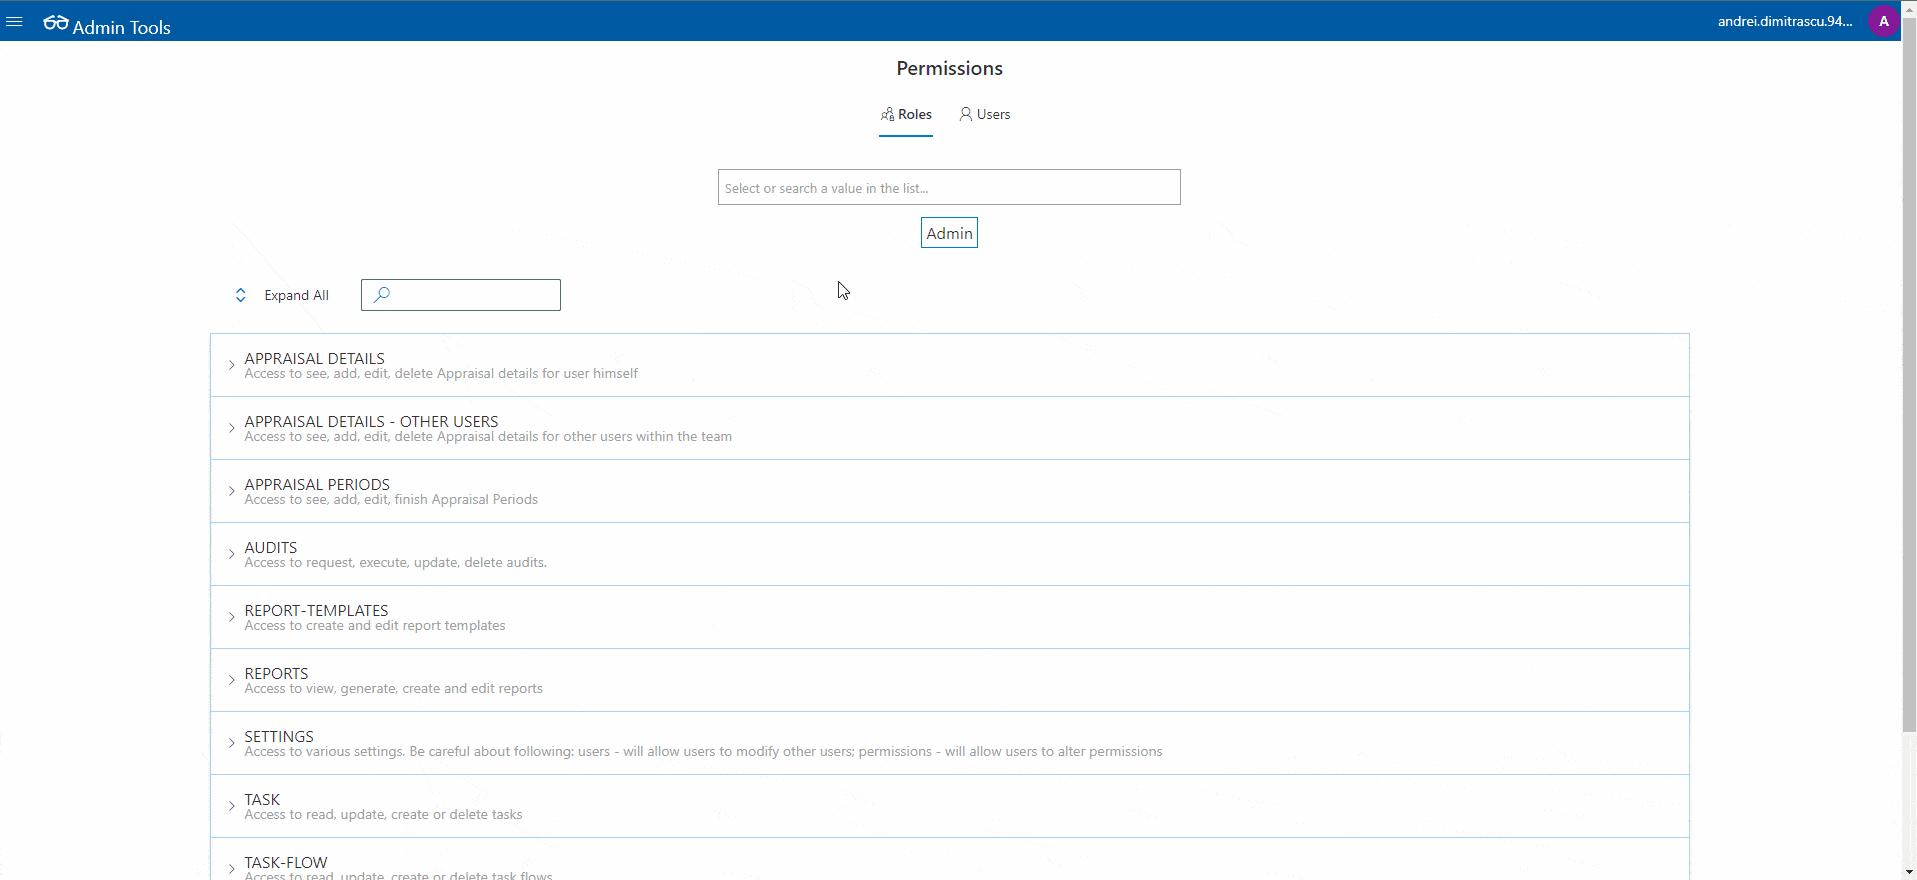 Admin Tools
andrei.dimitrascu.94...
A
Permissions
Roles
Users
Select or search a value in the list...
Admin
Expand All
APPRAISAL DETAILS
Access to see, add, edit, delete Appraisal details for user himself
APPRAISAL DETAILS - OTHER USERS
Access to see, add, edit, delete Appraisal details for other users within the team
APPRAISAL PERIODS
Access to see, add, edit, finish Appraisal Periods
AUDITS
Access to request, execute, update, delete audits.
REPORT-TEMPLATES
Access to create and edit report templates
REPORTS
Access to view, generate, create and edit reports
SETTINGS
Access to various settings. Be careful about following: users - will allow users to modify other users; permissions - will allow users to alter permissions
TASK
Access to read, update, create or delete tasks
TASK-FLOW
Access to read, update, create or delete task flows